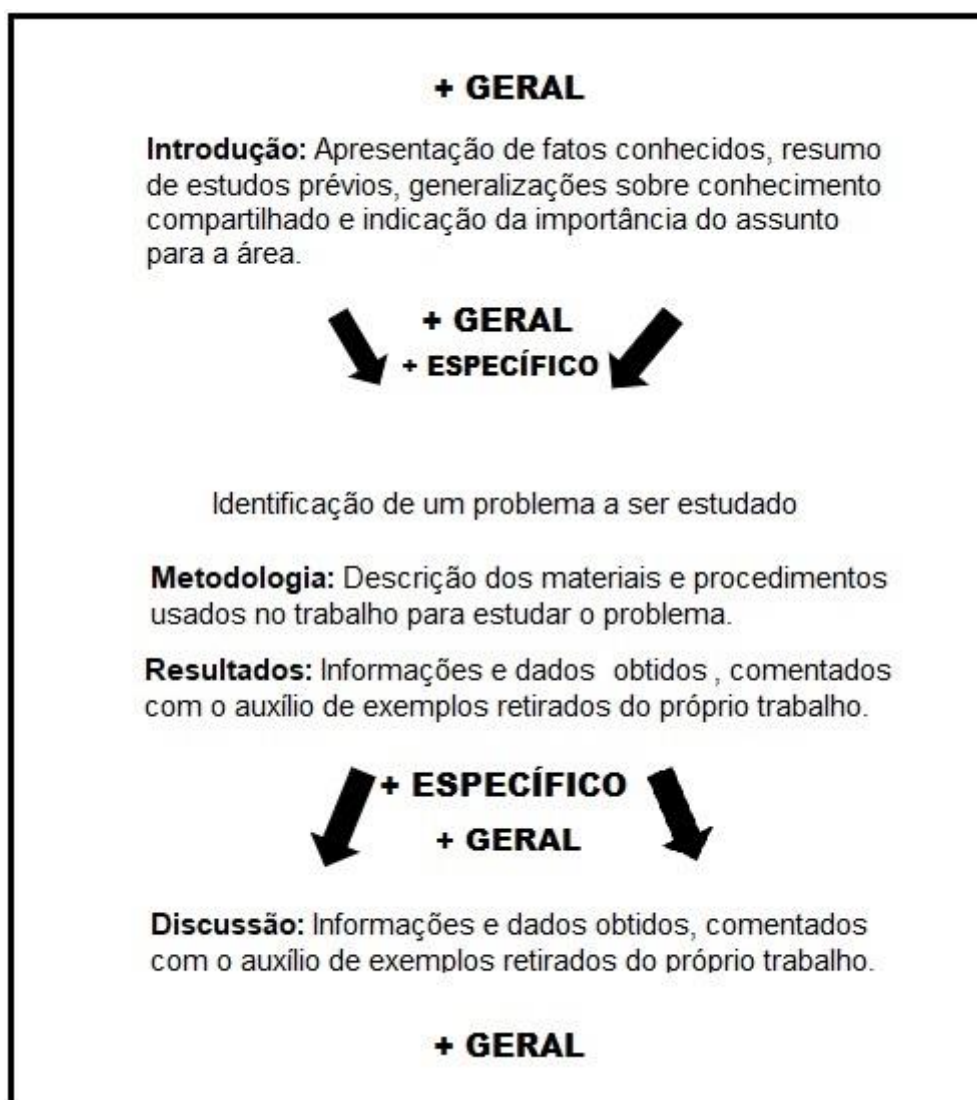 + GERAL
Introdução: Apresentação de fatos conhecidos, resumo
de estudos prévios, generalizações sobre conhecimento
compartilhado e indicação da importância do assunto
para a área.
+ GERAL
+ ESPECÍFICO
Identificação de um problema a ser estudado
Metodologia: Descrição dos materiais e procedimentos
usados no trabalho para estudar o problema.
Resultados: Informações e dados obtidos , comentados
com o auxílio de exemplos retirados do próprio trabalho.
+ ESPECÍFICO
+ GERAL
Discussão: Informações e dados obtidos, comentados
com o auxílio de exemplos retirados do próprio trabalho.
+ GERAL